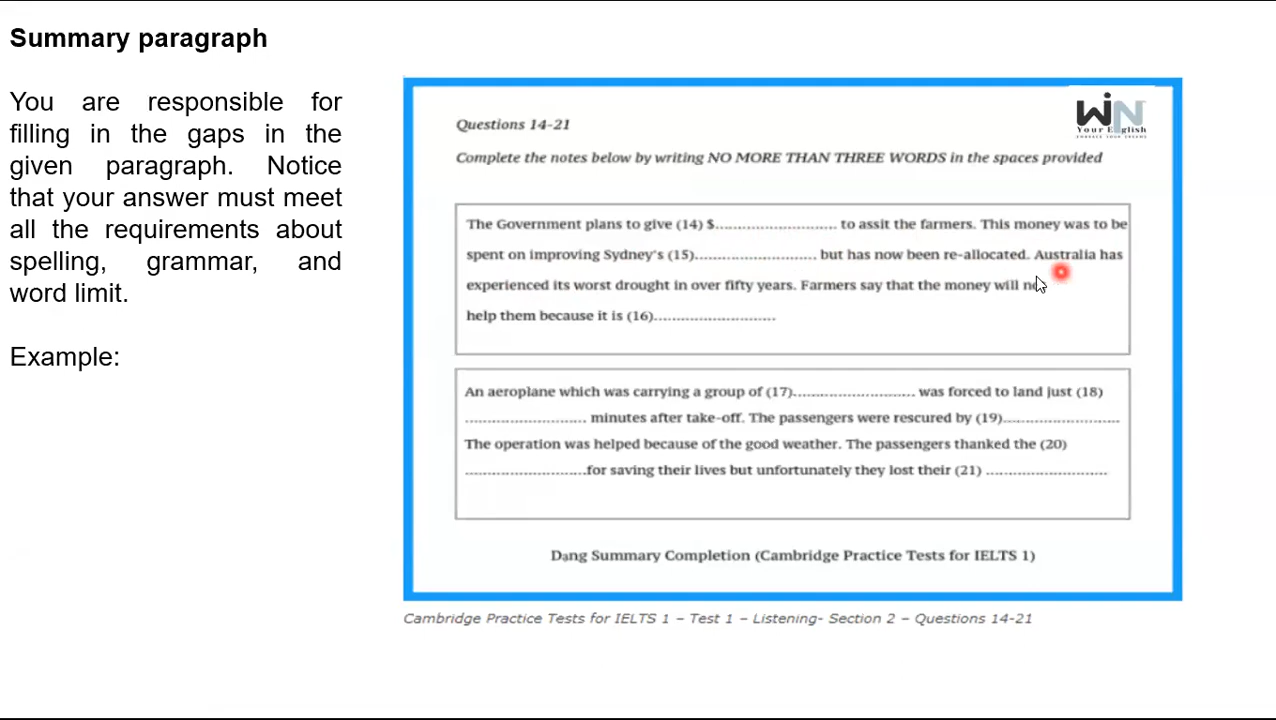 Summary paragraph
You are responsible for
filling in the gaps in the
given paragraph. Notice
that your answer must meet
all the requirements about
spelling, grammar, and
word limit.
Example:
WiN
Your English
EMBRACE YOUR DREAMS
Questions 14-21
Complete the notes below by writing NO MORE THAN THREE WORDS in the spaces provided
The Government plans to give (14) $........................... to assit the farmers. This money was to be
spent on improving Sydney's (15)........................... but has now been re-allocated. Australia has
experienced its worst drought in over fifty years. Farmers say that the money will
help them because it is (16)...........................
An aeroplane which was carrying a group of (17)........................... was forced to land just (18)
........................... minutes after take-off. The passengers were rescured by (19)..........................
The operation was helped because of the good weather. The passengers thanked the (20)
...........................for saving their lives but unfortunately they lost their (21) ...........................
Dạng Summary Completion (Cambridge Practice Tests for IELTS 1)
Cambridge Practice Tests for IELTS 1 – Test 1 – Listening- Section 2 – Questions 14-21